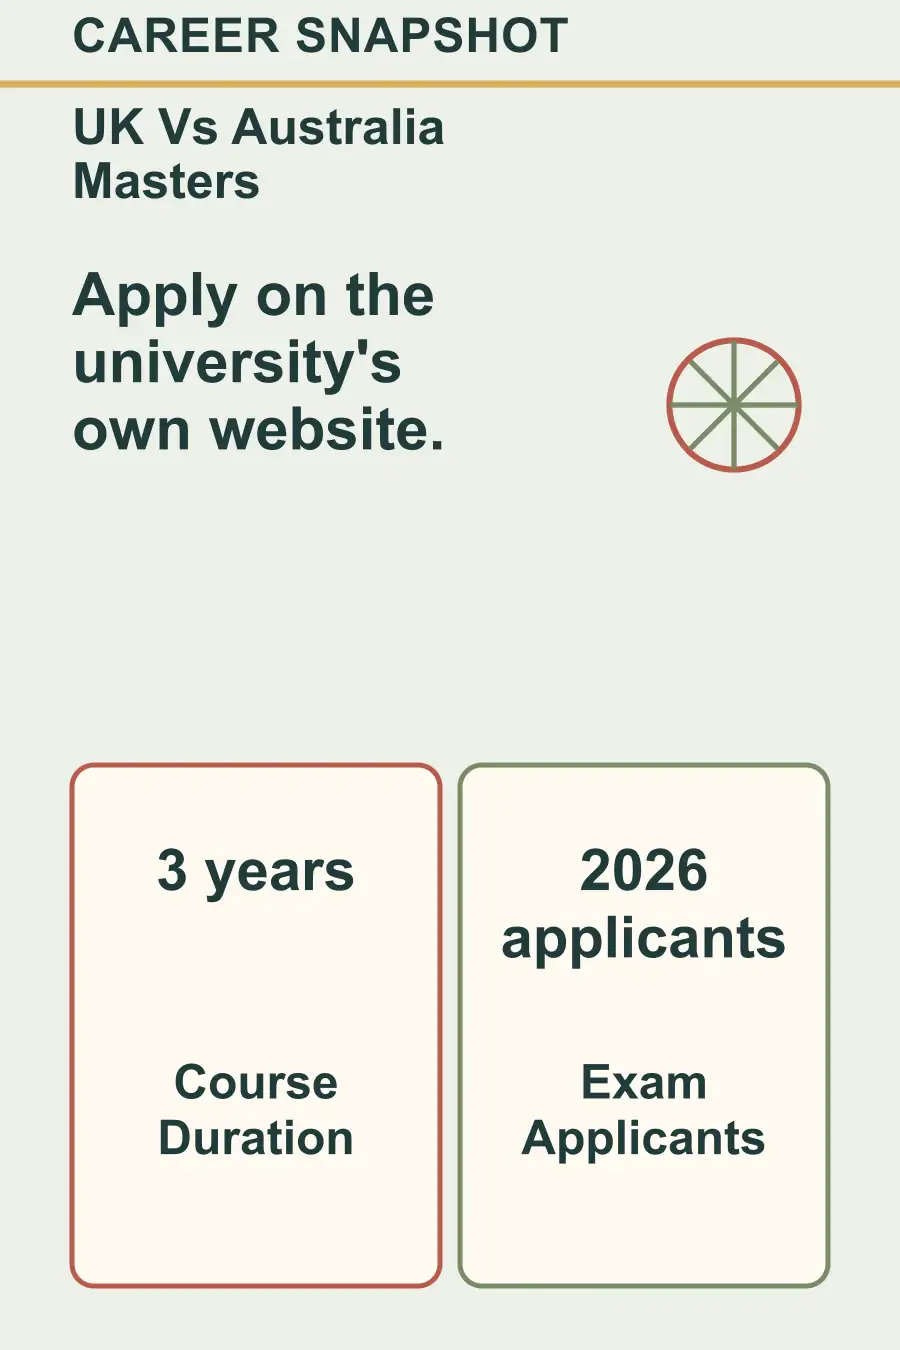 CAREER SNAPSHOT
UK Vs Australia
Masters
Apply on the
university's
own website.
3 years
Course
Duration
2026
applicants
Exam
Applicants